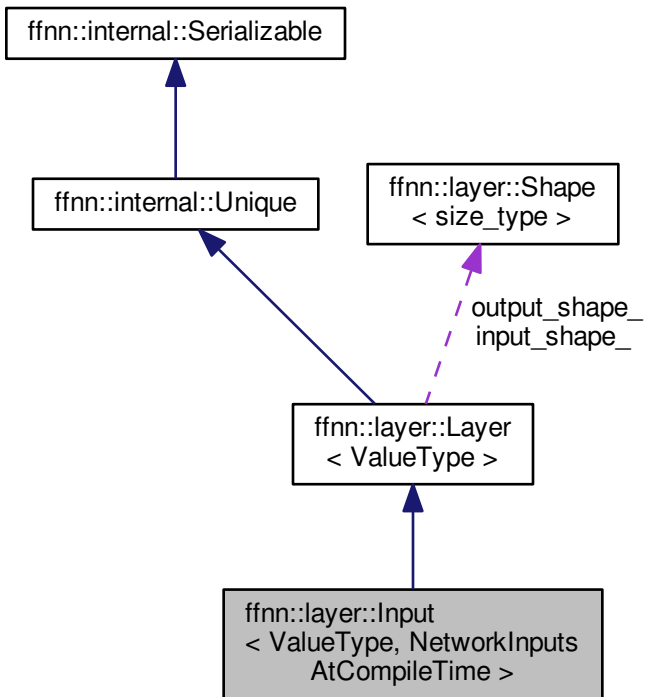 ffnn::internal::Serializable
ffnn::internal::Unique
ffnn::layer::Shape
< size_type >
output_shape_
input_shape_
ffnn::layer::Layer
< ValueType >
ffnn::layer::Input
< ValueType, NetworkInputs
AtCompileTime >